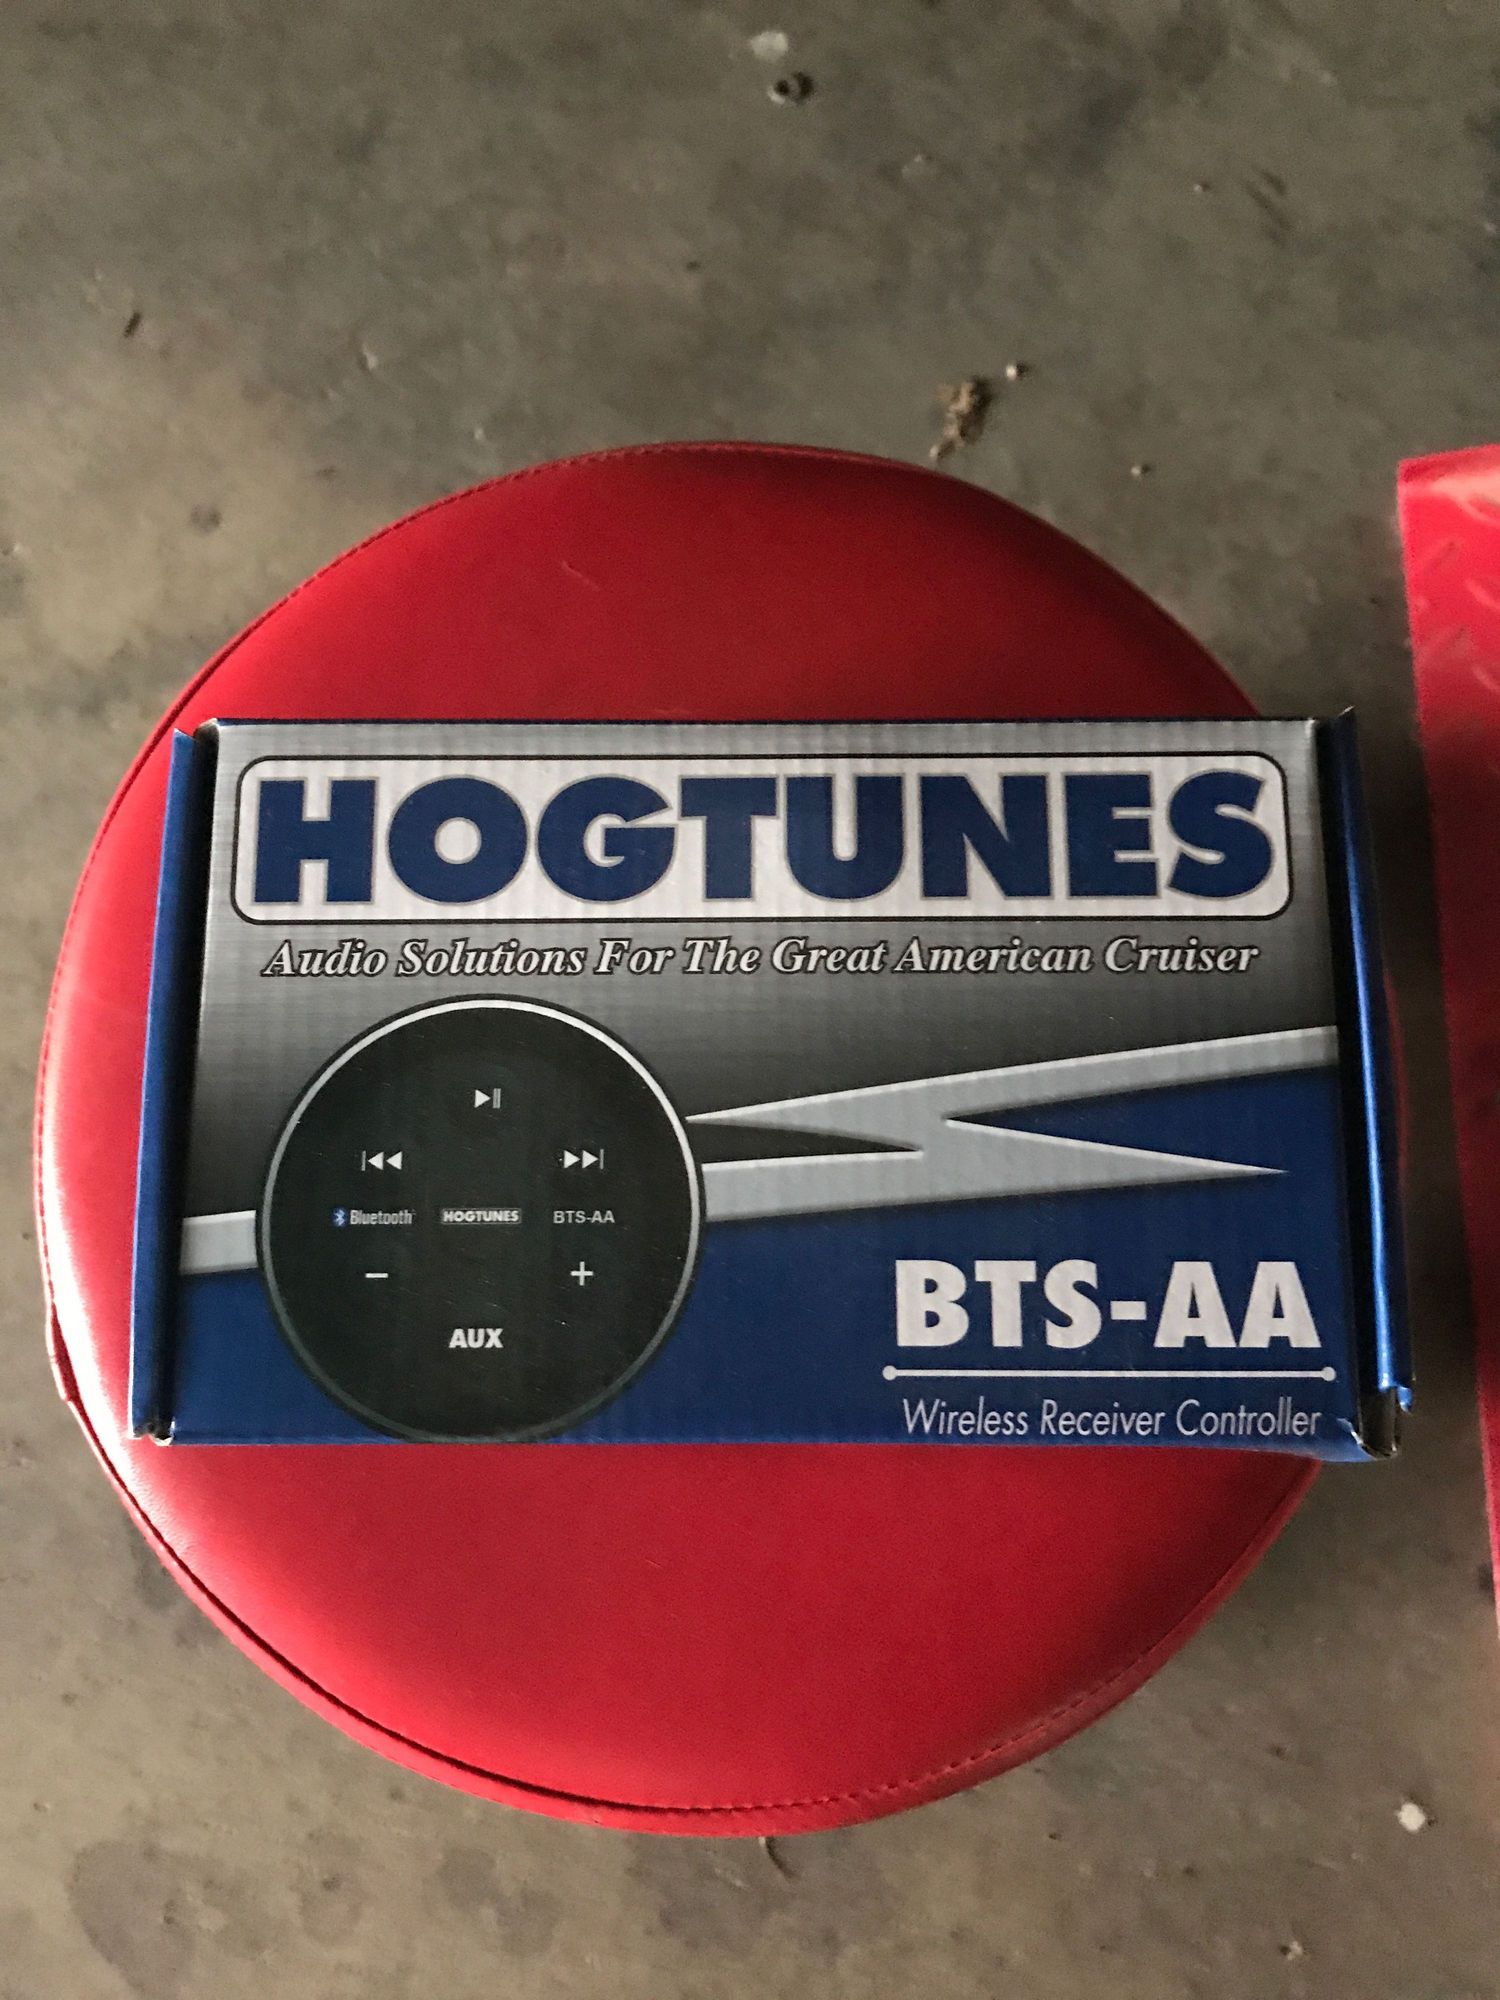 HOGTUNES
Audio Solutions For The Great American Cruiser
Bluetooth HOGTUNES BTS-AA
AUX
BTS-AA
Wireless Receiver Controller